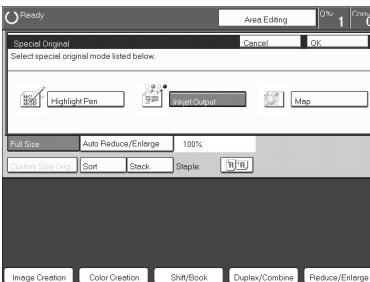 Ready Area Editing 1
Special Original Cancel OK
Select special original mode listed below.
Highlight Pen Inkjet Output Map
Full Size Auto Reduce/Enlarge 100%
Custom Size Orig. Sort Stack Staple:
Image Creation Color Creation Shift/Book Duplex/Combine Reduce/Enlarge